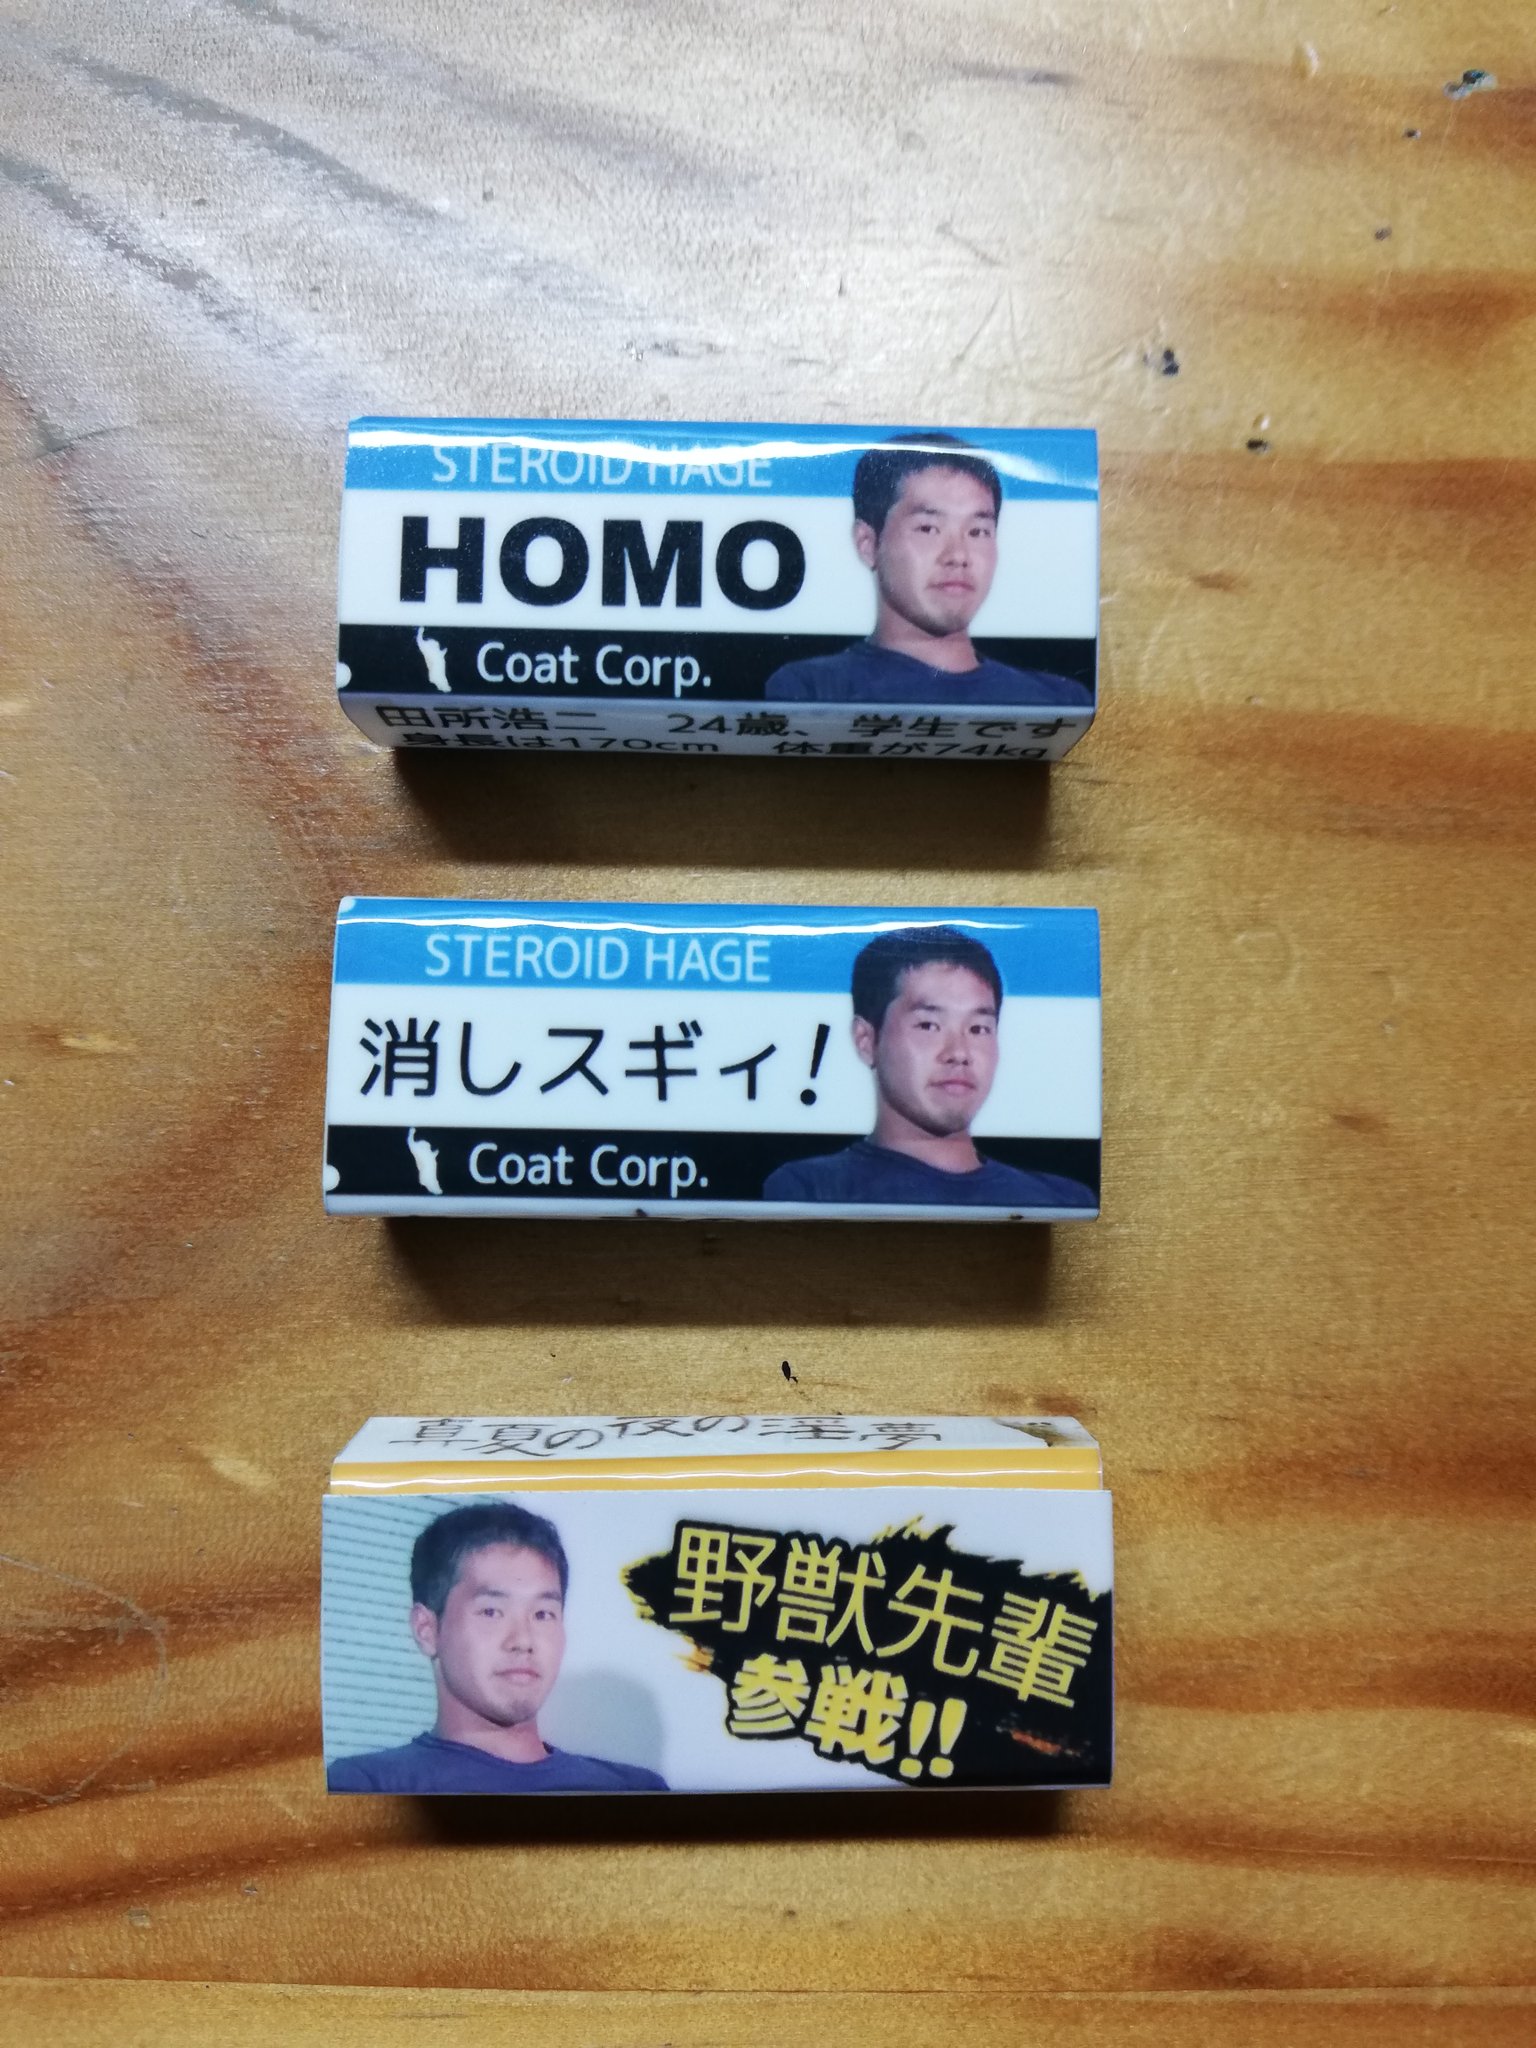 STEROID HAGE
HOMO
Coat Corp.
田所浩二 24歳、学生です
身長は170cm 体重が74kg
STEROID HAGE
消しスギィ!
Coat Corp.
真夏の夜の淫夢
野獣先輩
参戦!!